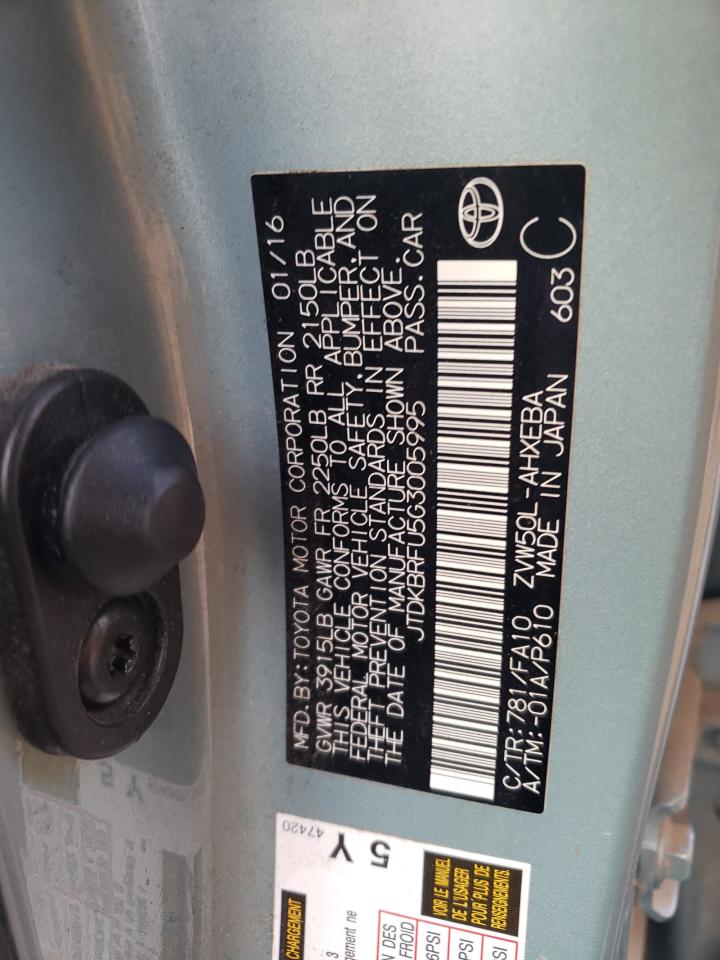 MFD. BY: TOYOTA MOTOR CORPORATION 01/16
GVWR 3915LB GAWR FR 2250LB RR 2150LB
THIS VEHICLE CONFORMS TO ALL APPLICABLE
FEDERAL MOTOR VEHICLE SAFETY, BUMPER, AND
THEFT PREVENTION STANDARDS IN EFFECT ON
THE DATE OF MANUFACTURE SHOWN ABOVE.
JTDKBRFU5G3005995 PASS. CAR
C/TR: 781/FA10 ZVW50L-AHXEBA
A/TM: -01A/P610 MADE IN JAPAN 603 C
5 Y
47420
CHARGEMENT
VOIR LE MANUEL
DE L'USAGER
POUR PLUS DE
RENSEIGNEMENTS.